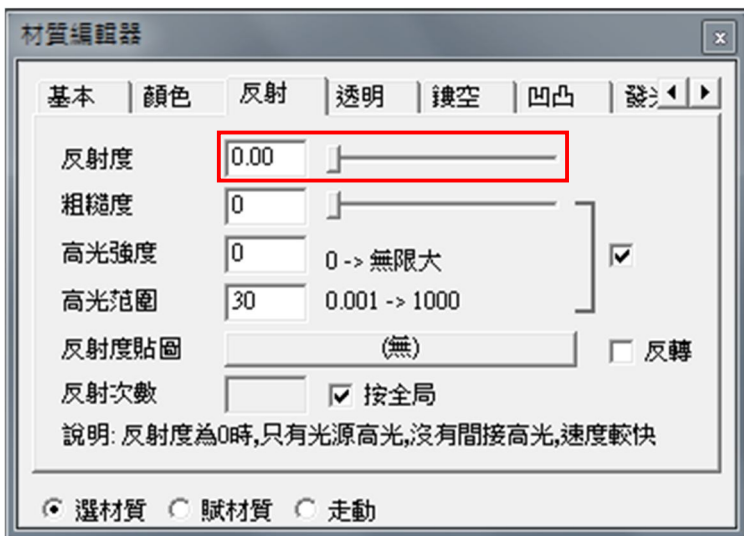 材質編輯器
基本 顏色 反射 透明 鏤空 凹凸
反射度 0.00
粗糙度 0
高光強度 0 0 -> 無限大
高光范圍 30 0.001 -> 1000
反射度貼圖 (無) 反轉
反射次數 按全局
說明: 反射度為0時,只有光源高光,沒有間接高光,速度較快
選材質 賦材質 走動